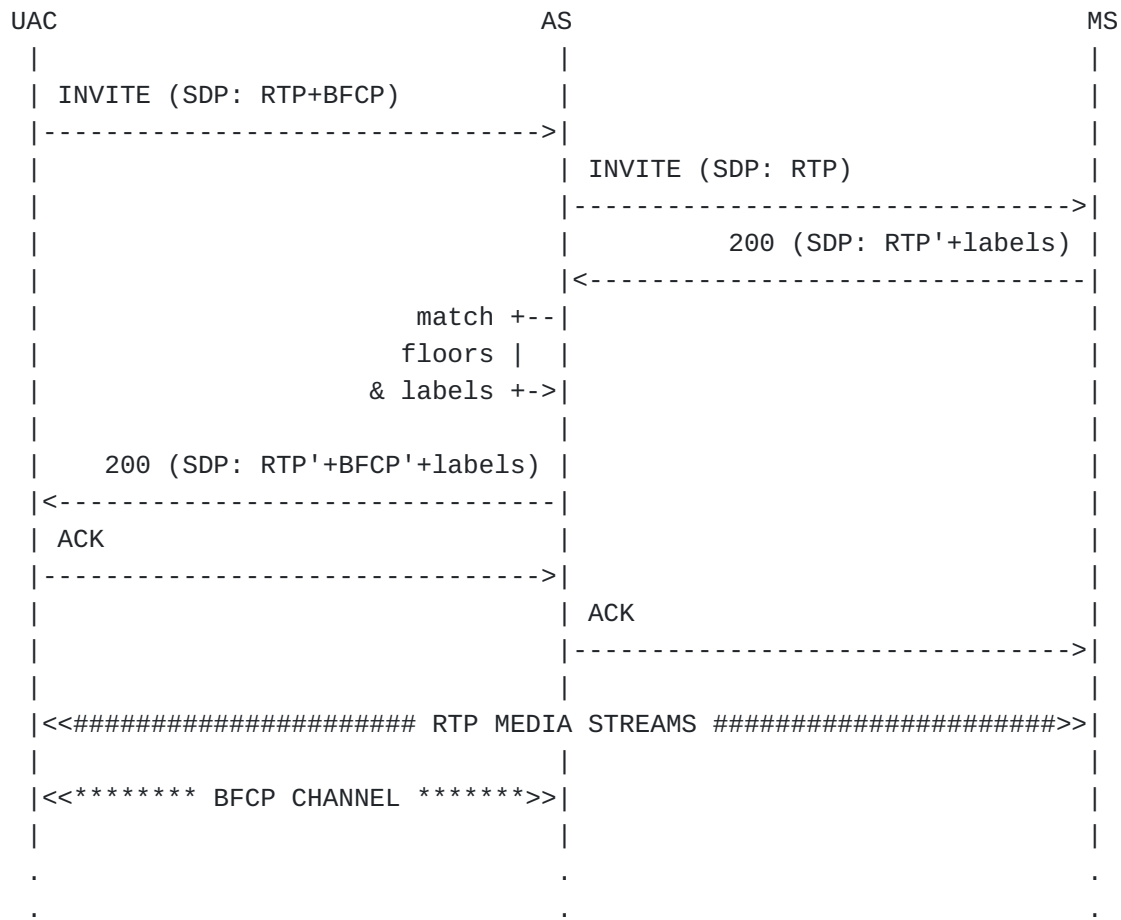 UAC                              AS                                 MS
 |                                 |                                 |
 | INVITE (SDP: RTP+BFCP)          |                                 |
 |-------------------------------->|                                 |
 |                                 | INVITE (SDP: RTP)               |
 |                                 |-------------------------------->|
 |                                 |          200 (SDP: RTP'+labels) |
 |                                 |<--------------------------------|
 |                        match +--|                                 |
 |                       floors |  |                                 |
 |                     & labels +->|                                 |
 |                                 |                                 |
 |    200 (SDP: RTP'+BFCP'+labels) |                                 |
 |<--------------------------------|                                 |
 | ACK                             |                                 |
 |-------------------------------->|                                 |
 |                                 | ACK                             |
 |                                 |-------------------------------->|
 |                                 |                                 |
 |<<###################### RTP MEDIA STREAMS ######################>>|
 |                                 |                                 |
 |<<******** BFCP CHANNEL *******>>|                                 |
 |                                 |                                 |
 .                                 .                                 .
 .                                 .                                 .